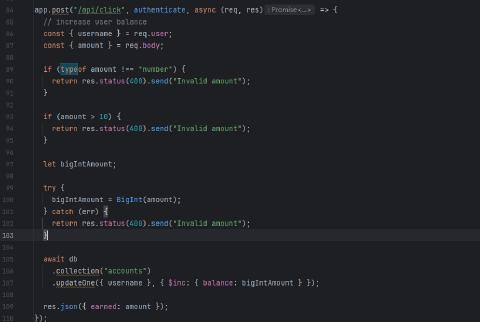 84 app.post("/api/click", authenticate, async (req, res) :Promise<...> => {
85 // increase user balance
86 const { username } = req.user;
87 const { amount } = req.body;
88
89 if (typeof amount !== "number") {
90 return res.status(400).send("Invalid amount");
91 }
92
93 if (amount > 10) {
94 return res.status(400).send("Invalid amount");
95 }
96
97 let bigIntAmount;
98
99 try {
100 bigIntAmount = BigInt(amount);
101 } catch (err) {
102 return res.status(400).send("Invalid amount");
103 }
104
105 await db
106 .collection("accounts")
107 .updateOne({ username }, { $inc: { balance: bigIntAmount } });
108
109 res.json({ earned: amount });
110 });